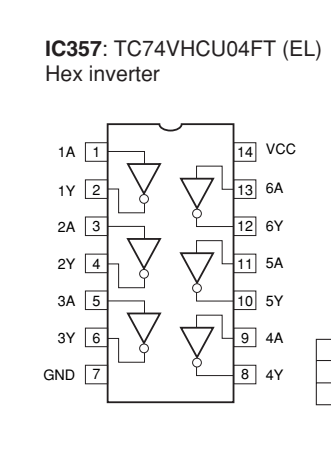 IC357: TC74VHCU04FT (EL)
Hex inverter
1A 1 14 VCC
1Y 2 13 6A
2A 3 12 6Y
2Y 4 11 5A
3A 5 10 5Y
3Y 6 9 4A
GND 7 8 4Y